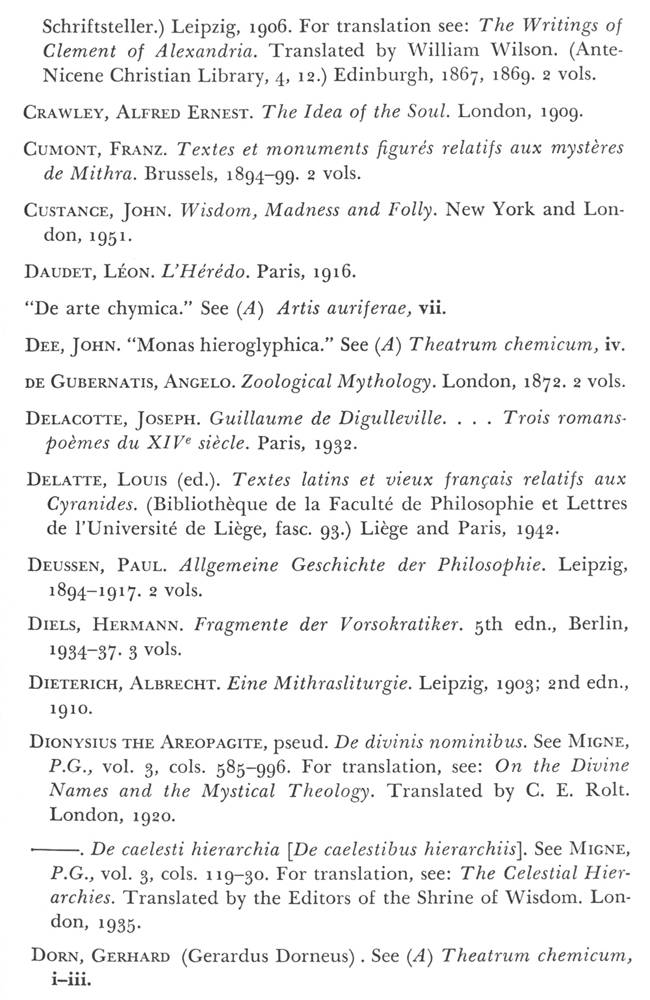 Schriftsteller.) Leipzig, 1906. For translation see: The Writings of
Clement of Alexandria. Translated by William Wilson. (Ante-
Nicene Christian Library, 4, 12.) Edinburgh, 1867, 1869. 2 vols.
CRAWLEY, ALFRED ERNEST. The Idea of the Soul. London, 1909.
CUMONT, FRANZ. Textes et monuments figurés relatifs aux mystères
de Mithra. Brussels, 1894–99. 2 vols.
CUSTANCE, JOHN. Wisdom, Madness and Folly. New York and Lon-
don, 1951.
DAUDET, LÉON. L'Hérédo. Paris, 1916.
“De arte chymica.” See (A) Artis auriferae, vii.
DEE, JOHN. “Monas hieroglyphica.” See (A) Theatrum chemicum, iv.
DE GUBERNATIS, ANGELO. Zoological Mythology. London, 1872. 2 vols.
DELACOTTE, JOSEPH. Guillaume de Digulleville. . . . Trois romans-
poèmes du XIVe siècle. Paris, 1932.
DELATTE, LOUIS (ed.). Textes latins et vieux français relatifs aux
Cyranides. (Bibliothèque de la Faculté de Philosophie et Lettres
de l'Université de Liège, fasc. 93.) Liège and Paris, 1942.
DEUSSEN, PAUL. Allgemeine Geschichte der Philosophie. Leipzig,
1894–1917. 2 vols.
DIELS, HERMANN. Fragmente der Vorsokratiker. 5th edn., Berlin,
1934–37. 3 vols.
DIETERICH, ALBRECHT. Eine Mithrasliturgie. Leipzig, 1903; 2nd edn.,
1910.
DIONYSIUS THE AREOPAGITE, pseud. De divinis nominibus. See MIGNE,
P.G., vol. 3, cols. 585–996. For translation, see: On the Divine
Names and the Mystical Theology. Translated by C. E. Rolt.
London, 1920.
———. De caelesti hierarchia [De caelestibus hierarchiis]. See MIGNE,
P.G., vol. 3, cols. 119–30. For translation, see: The Celestial Hier-
archies. Translated by the Editors of the Shrine of Wisdom. Lon-
don, 1935.
DORN, GERHARD (Gerardus Dorneus). See (A) Theatrum chemicum,
i–iii.